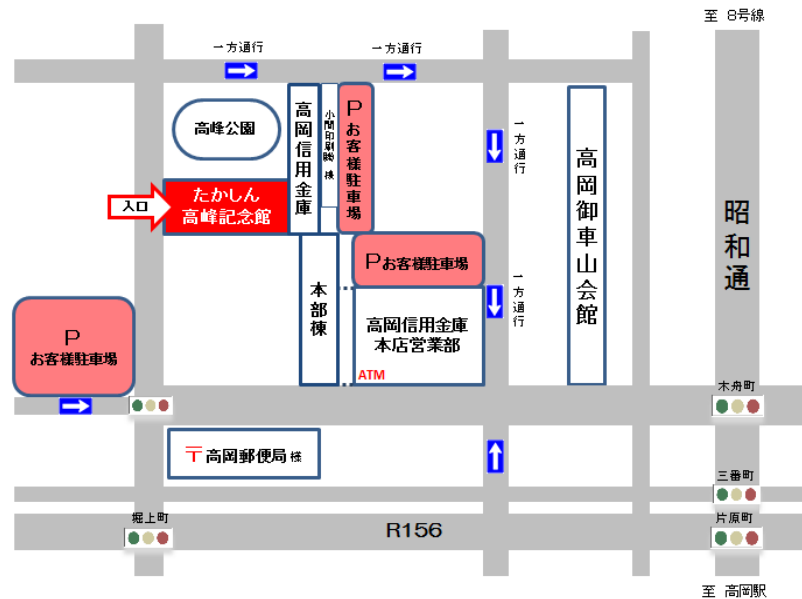 至 8号線
一方通行
一方通行
高峰公園
高岡信用金庫
小間印刷㈱ 様
P お客様駐車場
一方通行
高岡御車山会館
昭和通
入口
たかしん
高峰記念館
P お客様駐車場
本部棟
一方通行
高岡信用金庫
本店営業部
ATM
P
お客様駐車場
木舟町
〒高岡郵便局 様
三番町
堀上町
R156
片原町
至 高岡駅